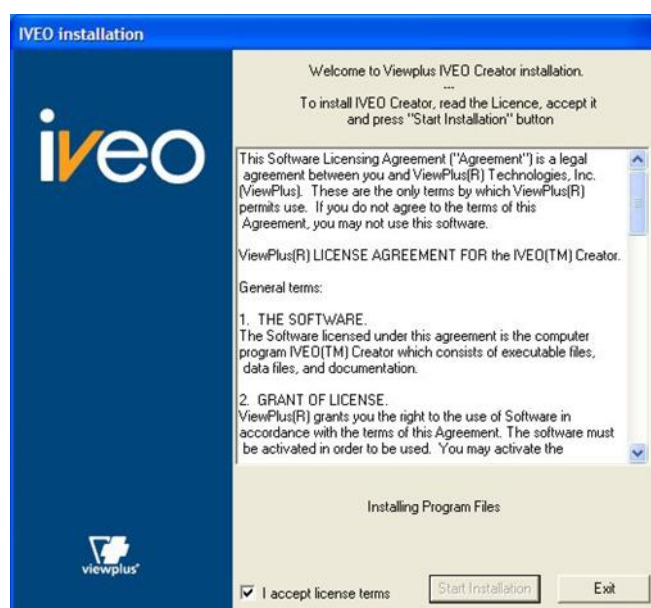 IVEO installation
iveo
Welcome to Viewplus IVEO Creator installation.
---
To install IVEO Creator, read the Licence, accept it
and press "Start Installation" button
This Software Licensing Agreement ("Agreement") is a legal
agreement between you and ViewPlus(R) Technologies, Inc.
(ViewPlus). These are the only terms by which ViewPlus(R)
permits use. If you do not agree to the terms of this
Agreement, you may not use this software.
ViewPlus(R) LICENSE AGREEMENT FOR the IVEO(TM) Creator.
General terms:
1. THE SOFTWARE.
The Software licensed under this agreement is the computer
program IVEO(TM) Creator which consists of executable files,
data files, and documentation.
2. GRANT OF LICENSE.
ViewPlus(R) grants you the right to the use of Software in
accordance with the terms of this Agreement. The software must
be activated in order to be used. You may activate the
Installing Program Files
viewplus®
I accept license terms
Start Installation
Exit